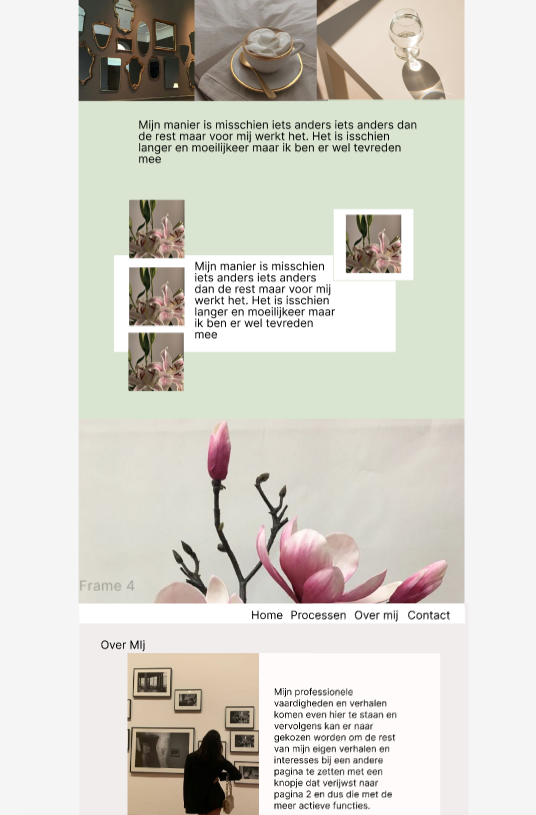 Mijn manier is misschien iets anders iets anders dan
de rest maar voor mij werkt het. Het is isschien
langer en moeilijkeer maar ik ben er wel tevreden
mee
Mijn manier is misschien
iets anders iets anders
dan de rest maar voor mij
werkt het. Het is isschien
langer en moeilijkeer maar
ik ben er wel tevreden
mee
Frame 4
Home Processen Over mij Contact
Over MIj
Mijn professionele
vaardigheden en verhalen
komen even hier te staan en
vervolgens kan er naar
gekozen worden om de rest
van mijn eigen verhalen en
interesses bij een andere
pagina te zetten met een
knopje dat verijwst naar
pagina 2 en dus die met de
meer actieve functies.